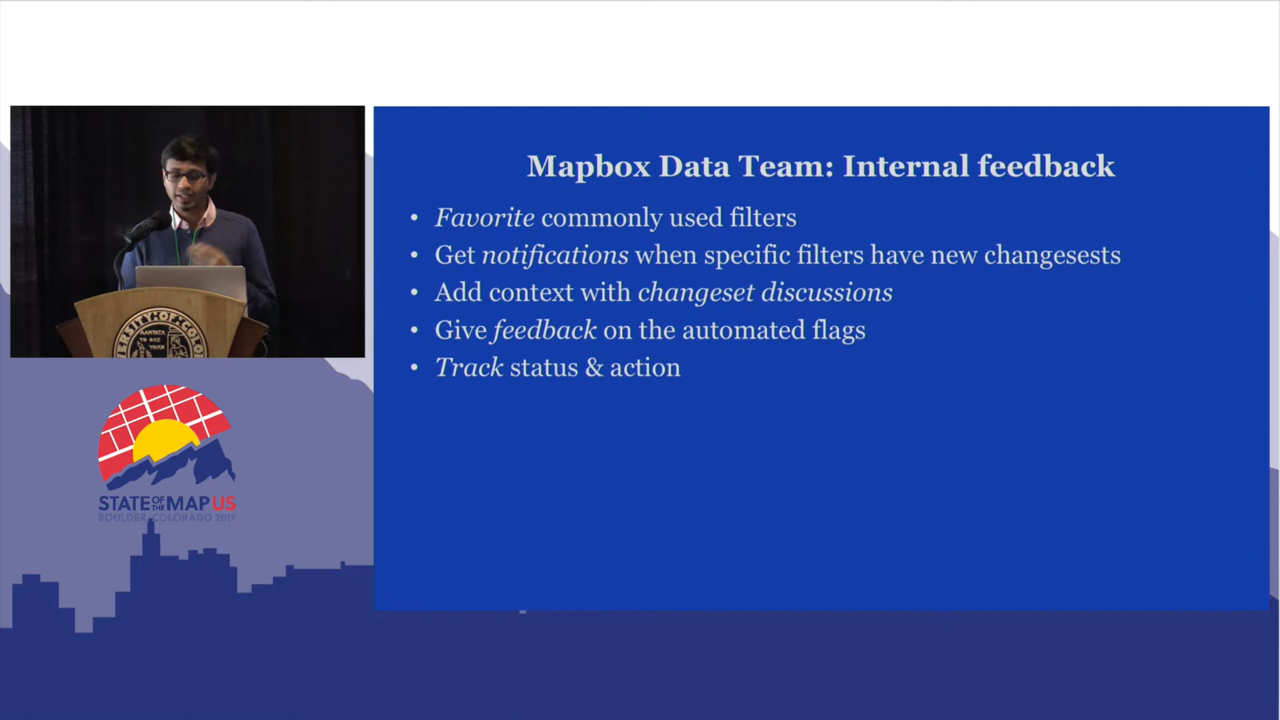 Mapbox Data Team: Internal feedback
• Favorite commonly used filters
• Get notifications when specific filters have new changesests
• Add context with changeset discussions
• Give feedback on the automated flags
• Track status & action
STATE OF THE MAP US
BOULDER, COLORADO 2017